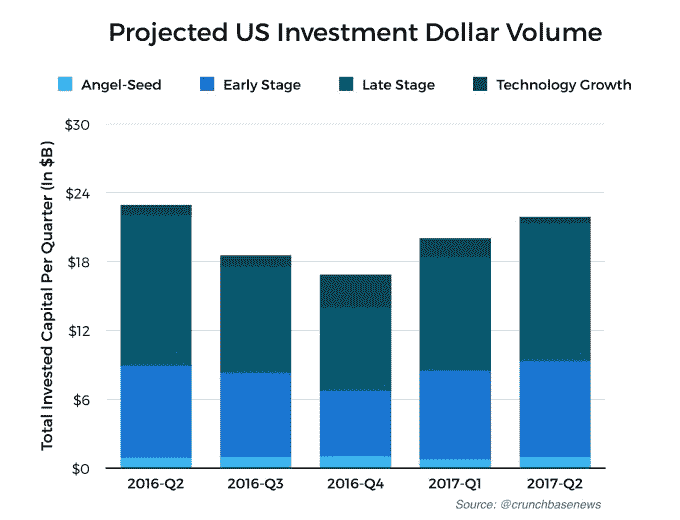 Projected US Investment Dollar Volume
Angel-Seed Early Stage Late Stage Technology Growth
Total Invested Capital Per Quarter (In $B)
$30
$24
$18
$12
$6
$0
2016-Q2 2016-Q3 2016-Q4 2017-Q1 2017-Q2
Source: @crunchbasenews